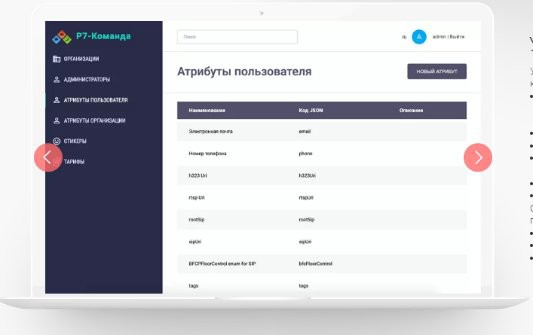 Р7-Команда
Поиск
admin | Выйти
ОРГАНИЗАЦИИ
АДМИНИСТРАТОРЫ
АТРИБУТЫ ПОЛЬЗОВАТЕЛЯ
АТРИБУТЫ ОРГАНИЗАЦИИ
СТИКЕРЫ
ТАРИФЫ
Атрибуты пользователя
НОВЫЙ АТРИБУТ
Наименование Код JSON Описание
Электронная почта email
Номер телефона phone
h323 Uri h323Uri
rtsp Uri rtspUri
rootSip rootSip
sipUri sipUri
BFCPFloorControl enum for SIP bfcFloorControl
tags tags